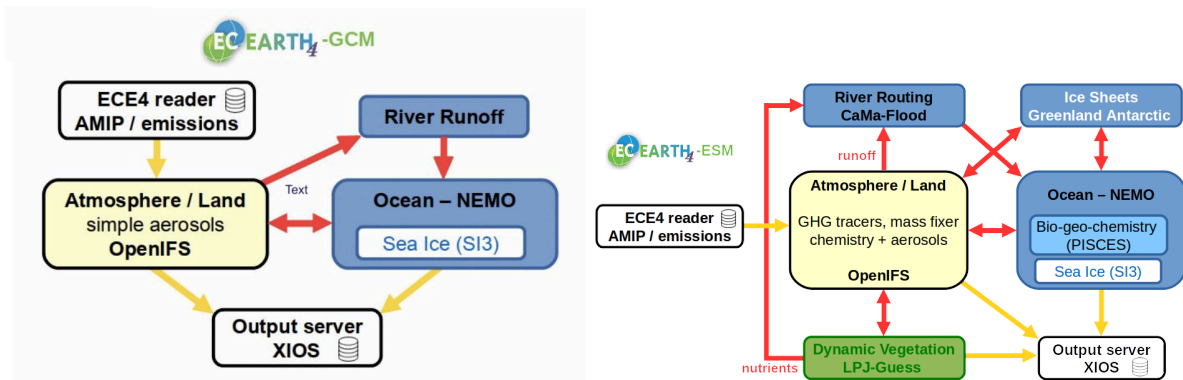 EC EARTH4-GCM
ECE4 reader
AMIP / emissions
River Runoff
Text
Atmosphere / Land
simple aerosols
OpenIFS
Ocean – NEMO
Sea Ice (SI3)
Output server
XIOS
EC EARTH4-ESM
River Routing
CaMa-Flood
Ice Sheets
Greenland Antarctic
runoff
ECE4 reader
AMIP / emissions
Atmosphere / Land
GHG tracers, mass fixer
chemistry + aerosols
OpenIFS
Ocean – NEMO
Bio-geo-chemistry
(PISCES)
Sea Ice (SI3)
nutrients
Dynamic Vegetation
LPJ-Guess
Output server
XIOS